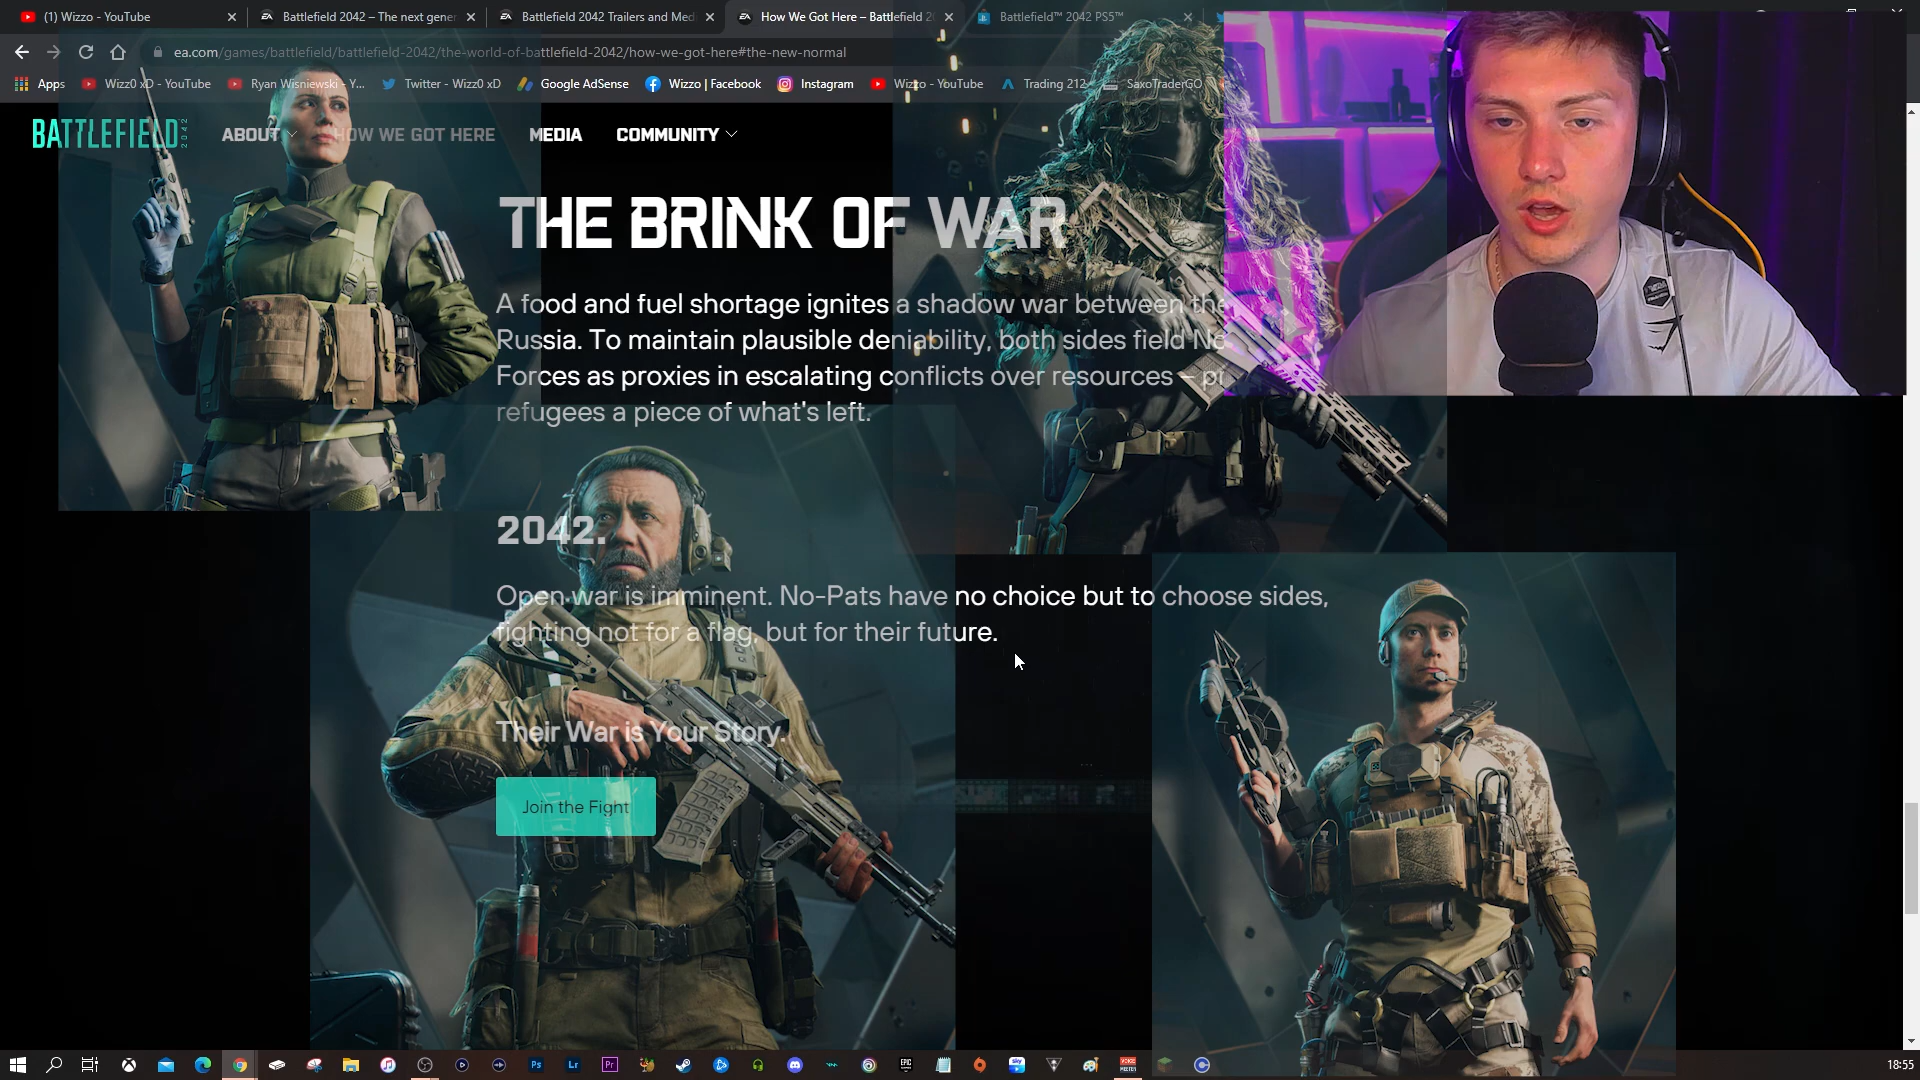 (1) Wizzo - YouTube
Battlefield 2042 – The next gener
Battlefield 2042 Trailers and Med
How We Got Here – Battlefield 2
Battlefield™ 2042 PS5™
ea.com/games/battlefield/battlefield-2042/the-world-of-battlefield-2042/how-we-got-here#the-new-normal
Apps
Wizz0 xD - YouTube
Ryan Wisniewski - Y...
Twitter - Wizz0 xD
Google AdSense
Wizzo | Facebook
Instagram
Wizzo - YouTube
Trading 212
SaxoTraderGO
BATTLEFIELD 2042
ABOUT
HOW WE GOT HERE
MEDIA
COMMUNITY
THE BRINK OF WAR
A food and fuel shortage ignites a shadow war between the
Russia. To maintain plausible deniability, both sides field No
Forces as proxies in escalating conflicts over resources – pr
refugees a piece of what's left.
2042.
Open war is imminent. No-Pats have no choice but to choose sides,
fighting not for a flag, but for their future.
Their War is Your Story.
Join the Fight
18:55